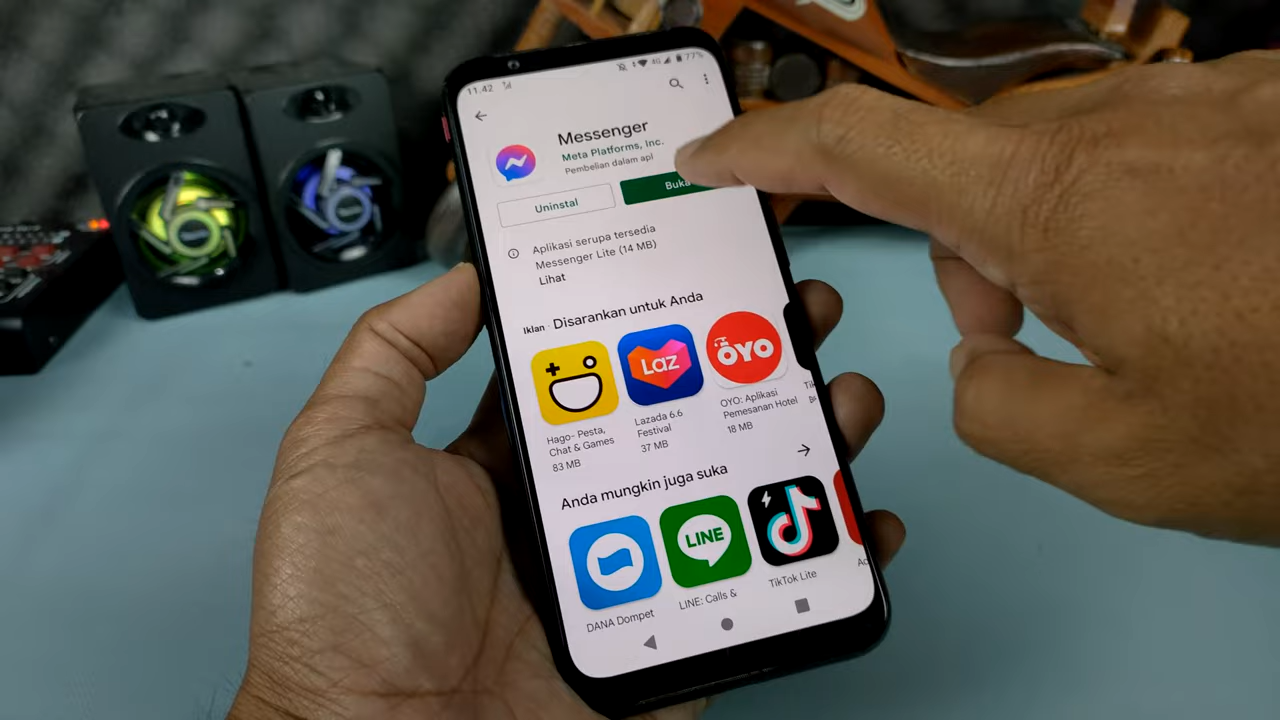 11.42
4G
77%
Messenger
Meta Platforms, Inc.
Pembelian dalam apl
Uninstal
Buka
Aplikasi serupa tersedia
Messenger Lite (14 MB)
Lihat
Iklan · Disarankan untuk Anda
Laz
OYO
Hago- Pesta,
Chat & Games
83 MB
Lazada 6.6
Festival
37 MB
OYO: Aplikasi
Pemesanan Hotel
18 MB
Anda mungkin juga suka
LINE
DANA Dompet
LINE: Calls &
TikTok Lite